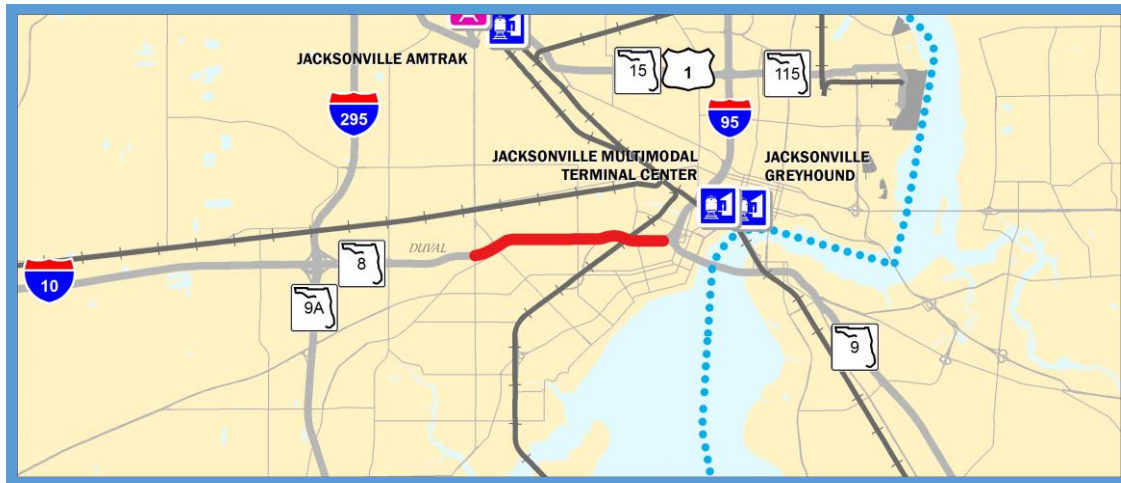 A
JACKSONVILLE AMTRAK
15
1
115
295
95
JACKSONVILLE MULTIMODAL
TERMINAL CENTER
JACKSONVILLE
GREYHOUND
DUVAL
8
10
9A
9